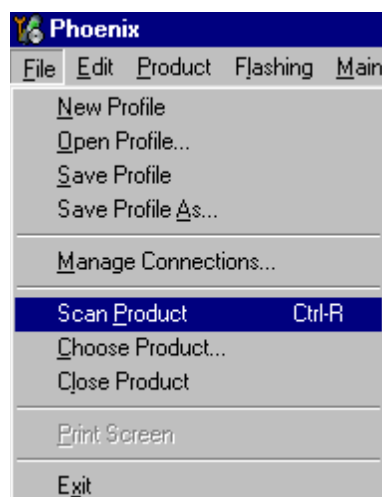 Phoenix
File Edit Product Flashing Main
New Profile
Open Profile...
Save Profile
Save Profile As...
Manage Connections...
Scan Product Ctrl-R
Choose Product...
Close Product
Print Screen
Exit